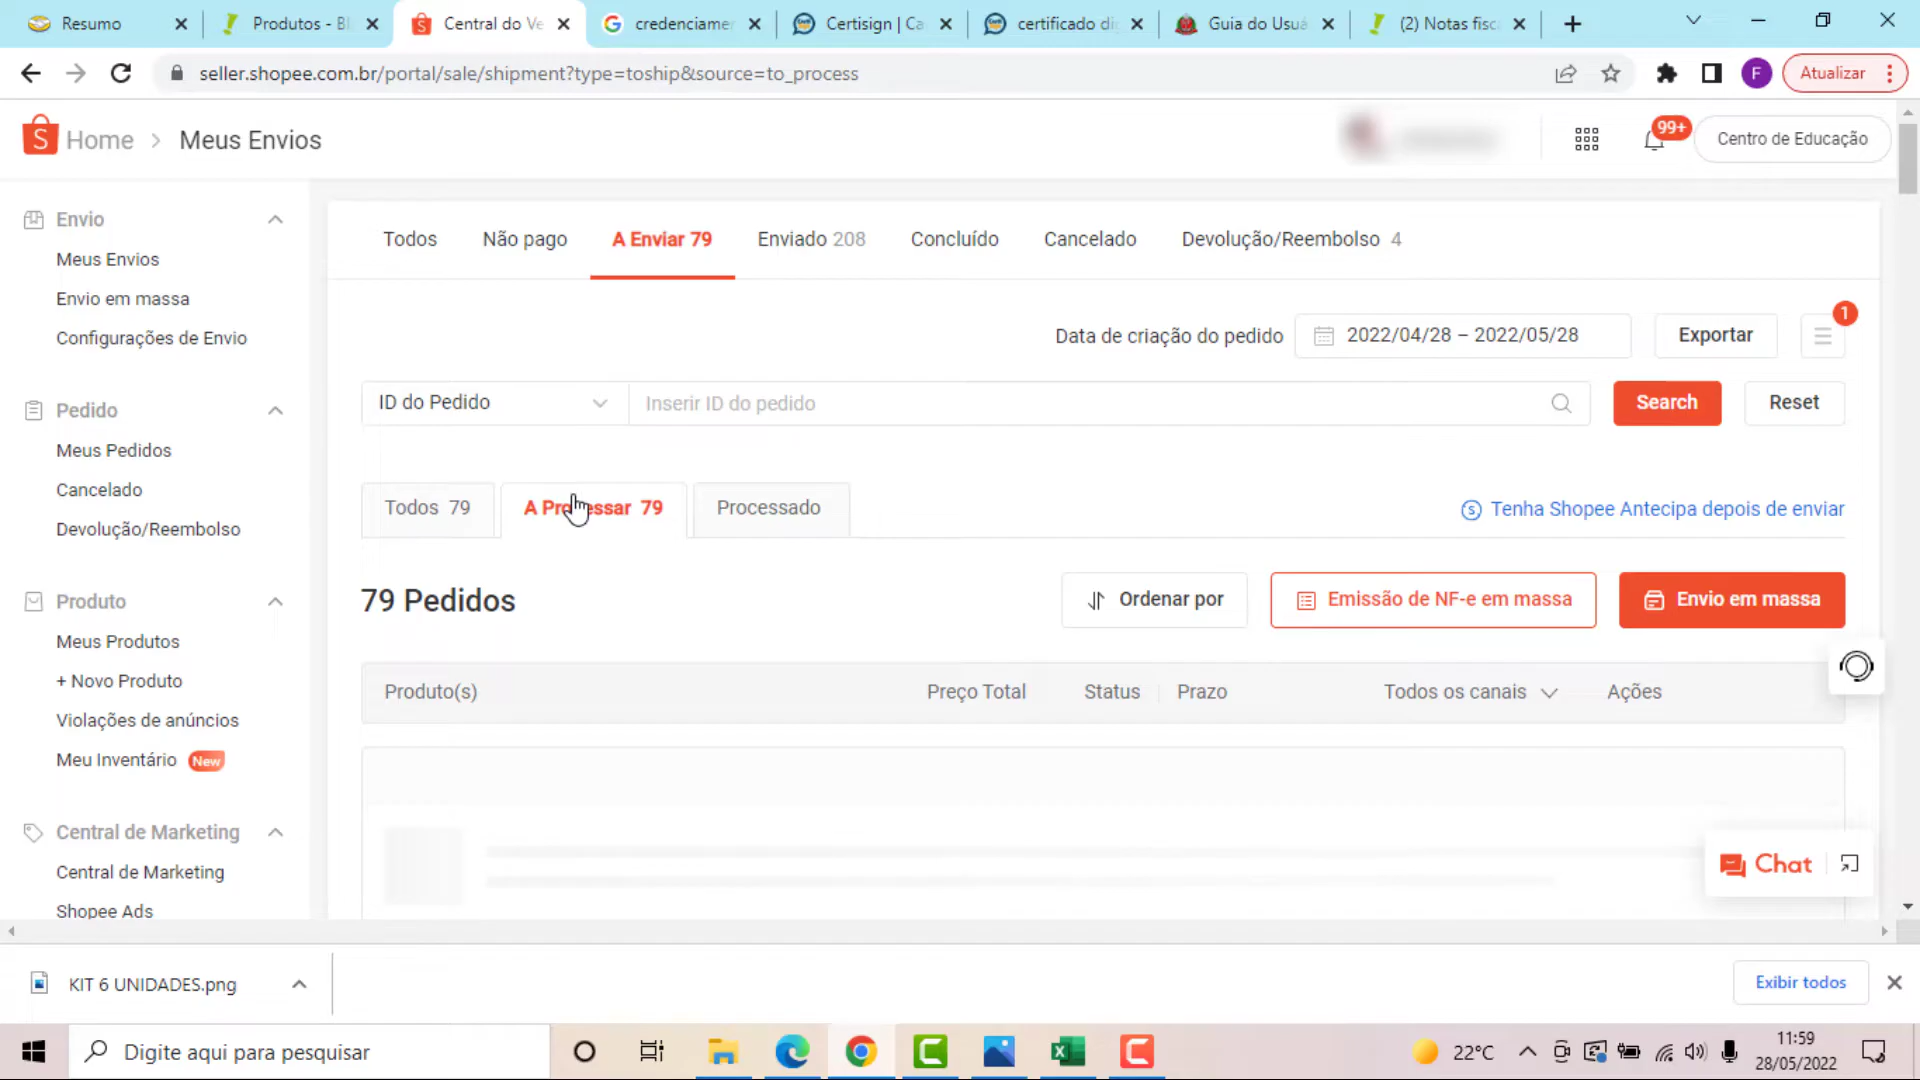 Resumo
Produtos - Bl
Central do Ve
credenciamer
Certisign | Ca
certificado di
Guia do Usuá
(2) Notas fisc
seller.shopee.com.br/portal/sale/shipment?type=toship&source=to_process
F
Atualizar
Home > Meus Envios
99+
Centro de Educação
Envio
Meus Envios
Envio em massa
Configurações de Envio
Pedido
Meus Pedidos
Cancelado
Devolução/Reembolso
Produto
Meus Produtos
+ Novo Produto
Violações de anúncios
Meu Inventário New
Central de Marketing
Central de Marketing
Shopee Ads
Todos
Não pago
A Enviar 79
Enviado 208
Concluído
Cancelado
Devolução/Reembolso 4
Data de criação do pedido
2022/04/28 – 2022/05/28
Exportar
1
ID do Pedido
Inserir ID do pedido
Search
Reset
Todos 79
A Processar 79
Processado
Tenha Shopee Antecipa depois de enviar
79 Pedidos
Ordenar por
Emissão de NF-e em massa
Envio em massa
Produto(s)
Preço Total
Status
Prazo
Todos os canais
Ações
Chat
KIT 6 UNIDADES.png
Exibir todos
Digite aqui para pesquisar
22°C
11:59
28/05/2022